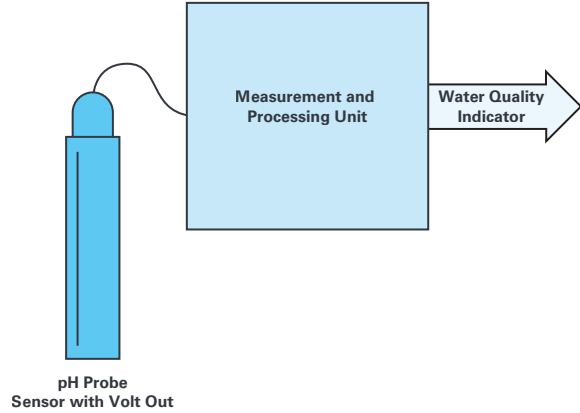 Measurement and
Processing Unit
Water Quality
Indicator
pH Probe
Sensor with Volt Out